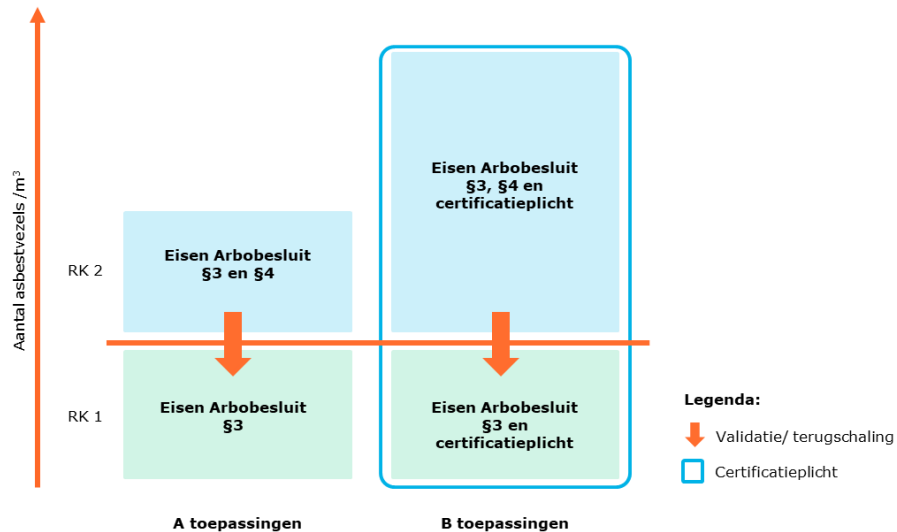 Aantal asbestvezels /m³
RK 2
Eisen Arbobesluit
§3 en §4
Eisen Arbobesluit
§3, §4 en
certificatieplicht
RK 1
Eisen Arbobesluit
§3
Eisen Arbobesluit
§3 en
certificatieplicht
A toepassingen
B toepassingen
Legenda:
Validatie/ terugschaling
Certificatieplicht